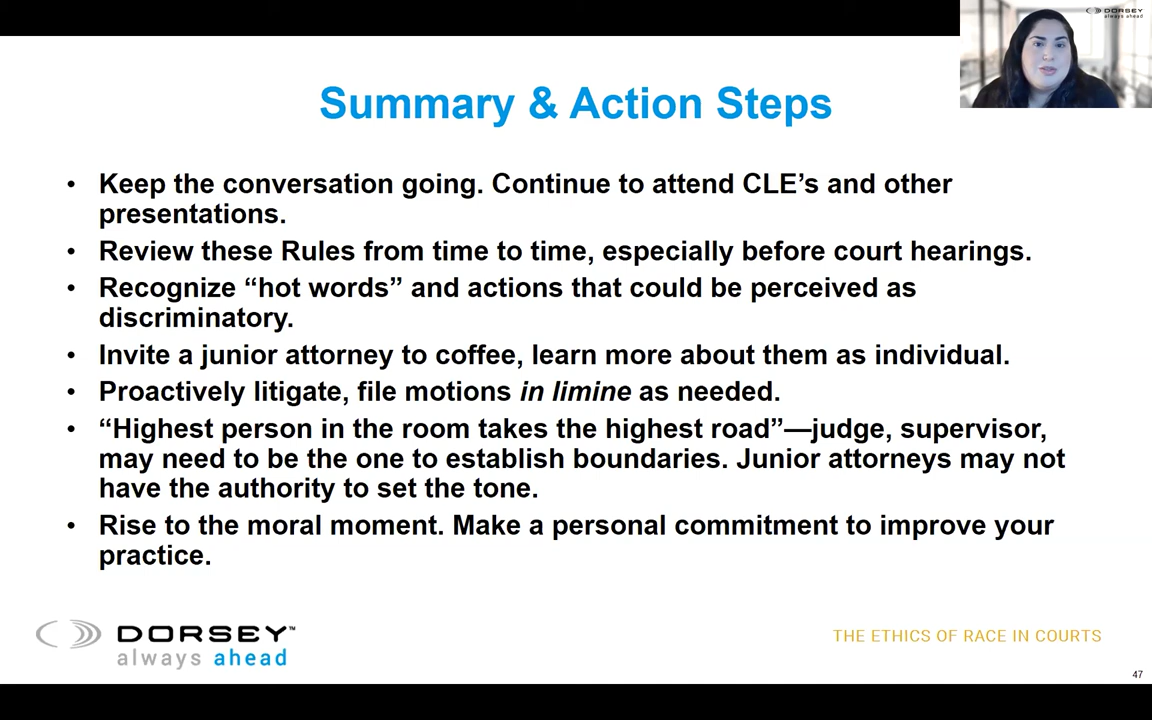 DORSEY
always ahead
Summary & Action Steps
• Keep the conversation going. Continue to attend CLE’s and other
presentations.
• Review these Rules from time to time, especially before court hearings.
• Recognize “hot words” and actions that could be perceived as
discriminatory.
• Invite a junior attorney to coffee, learn more about them as individual.
• Proactively litigate, file motions in limine as needed.
• “Highest person in the room takes the highest road”—judge, supervisor,
may need to be the one to establish boundaries. Junior attorneys may not
have the authority to set the tone.
• Rise to the moral moment. Make a personal commitment to improve your
practice.
DORSEY™
always ahead
THE ETHICS OF RACE IN COURTS
47